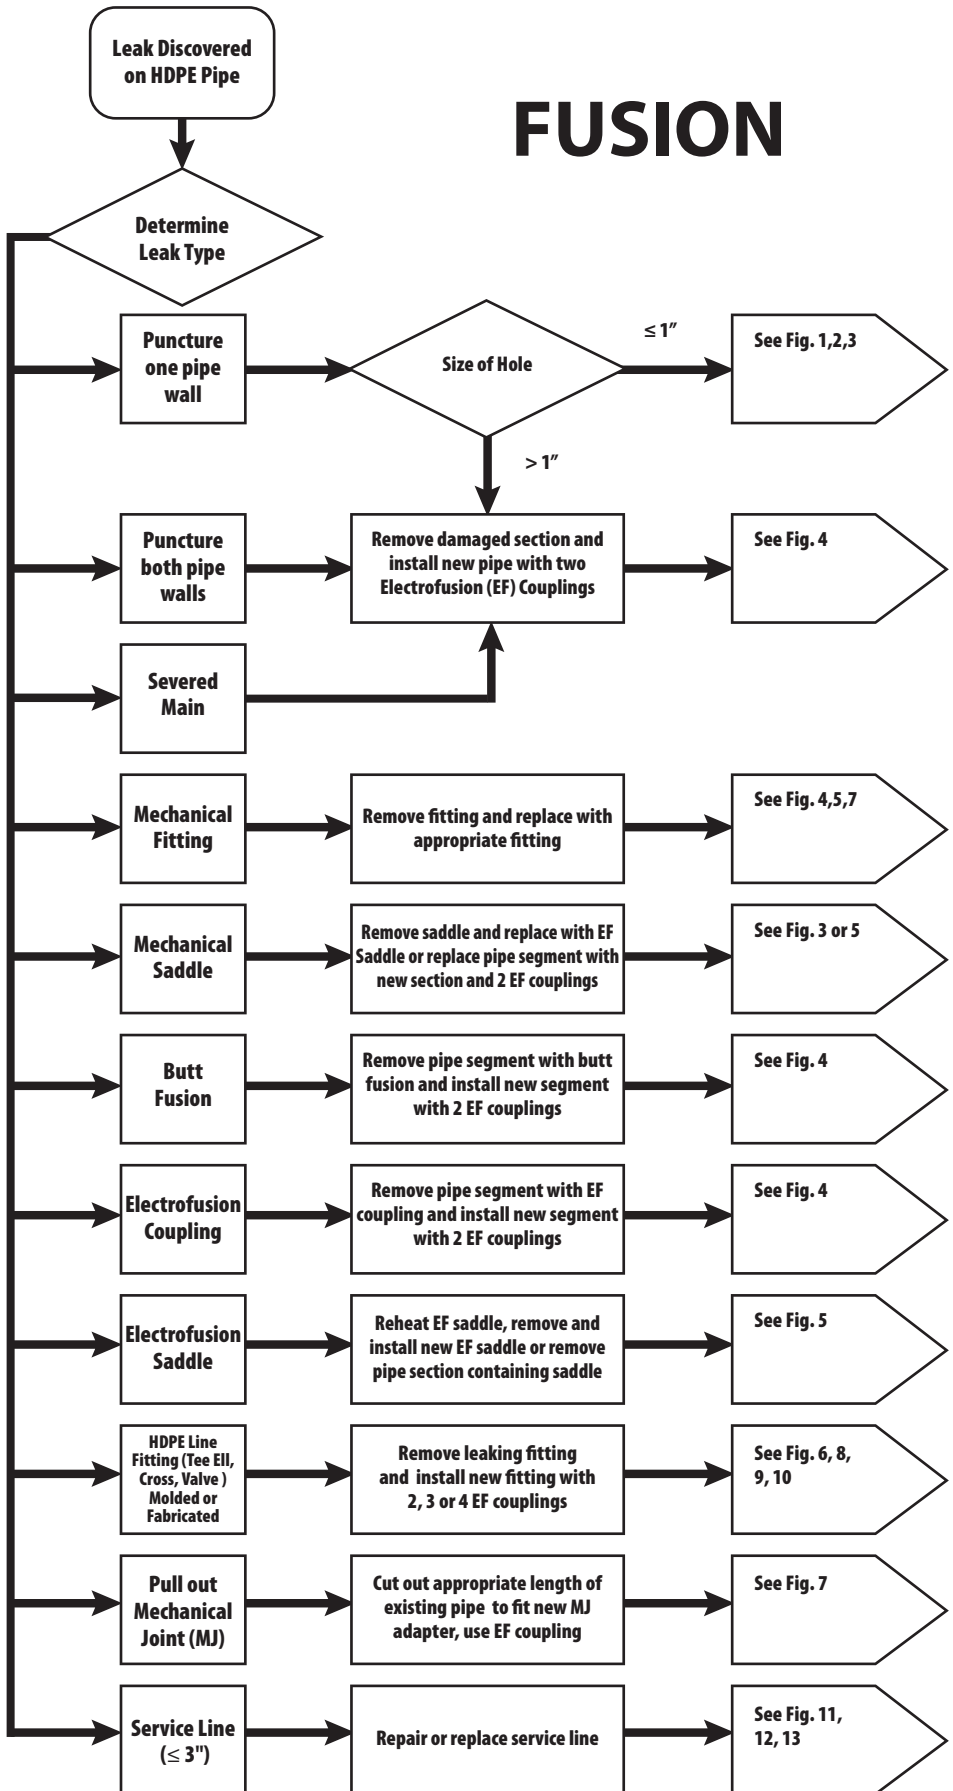 Leak Discovered
on HDPE Pipe
FUSION
Determine
Leak Type
Puncture
one pipe
wall
Size of Hole
≤ 1”
See Fig. 1,2,3
> 1”
Puncture
both pipe
walls
Remove damaged section and
install new pipe with two
Electrofusion (EF) Couplings
See Fig. 4
Severed
Main
Mechanical
Fitting
Remove fitting and replace with
appropriate fitting
See Fig. 4,5,7
Mechanical
Saddle
Remove saddle and replace with EF
Saddle or replace pipe segment with
new section and 2 EF couplings
See Fig. 3 or 5
Butt
Fusion
Remove pipe segment with butt
fusion and install new segment
with 2 EF couplings
See Fig. 4
Electrofusion
Coupling
Remove pipe segment with EF
coupling and install new segment
with 2 EF couplings
See Fig. 4
Electrofusion
Saddle
Reheat EF saddle, remove and
install new EF saddle or remove
pipe section containing saddle
See Fig. 5
HDPE Line
Fitting (Tee Ell,
Cross, Valve )
Molded or
Fabricated
Remove leaking fitting
and install new fitting with
2, 3 or 4 EF couplings
See Fig. 6, 8,
9, 10
Pull out
Mechanical
Joint (MJ)
Cut out appropriate length of
existing pipe to fit new MJ
adapter, use EF coupling
See Fig. 7
Service Line
(≤ 3")
Repair or replace service line
See Fig. 11,
12, 13